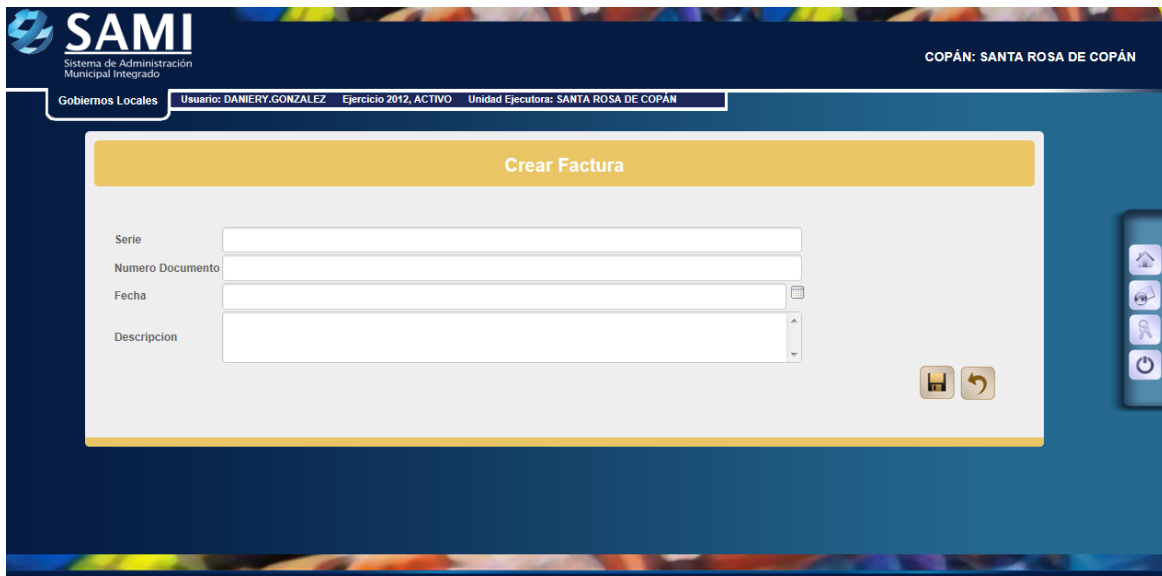 SAMI
Sistema de Administración
Municipal Integrado
COPÁN: SANTA ROSA DE COPÁN
Gobiernos Locales
Usuario: DANIERY.GONZALEZ Ejercicio 2012, ACTIVO Unidad Ejecutora: SANTA ROSA DE COPÁN
Crear Factura
Serie
Numero Documento
Fecha
Descripcion